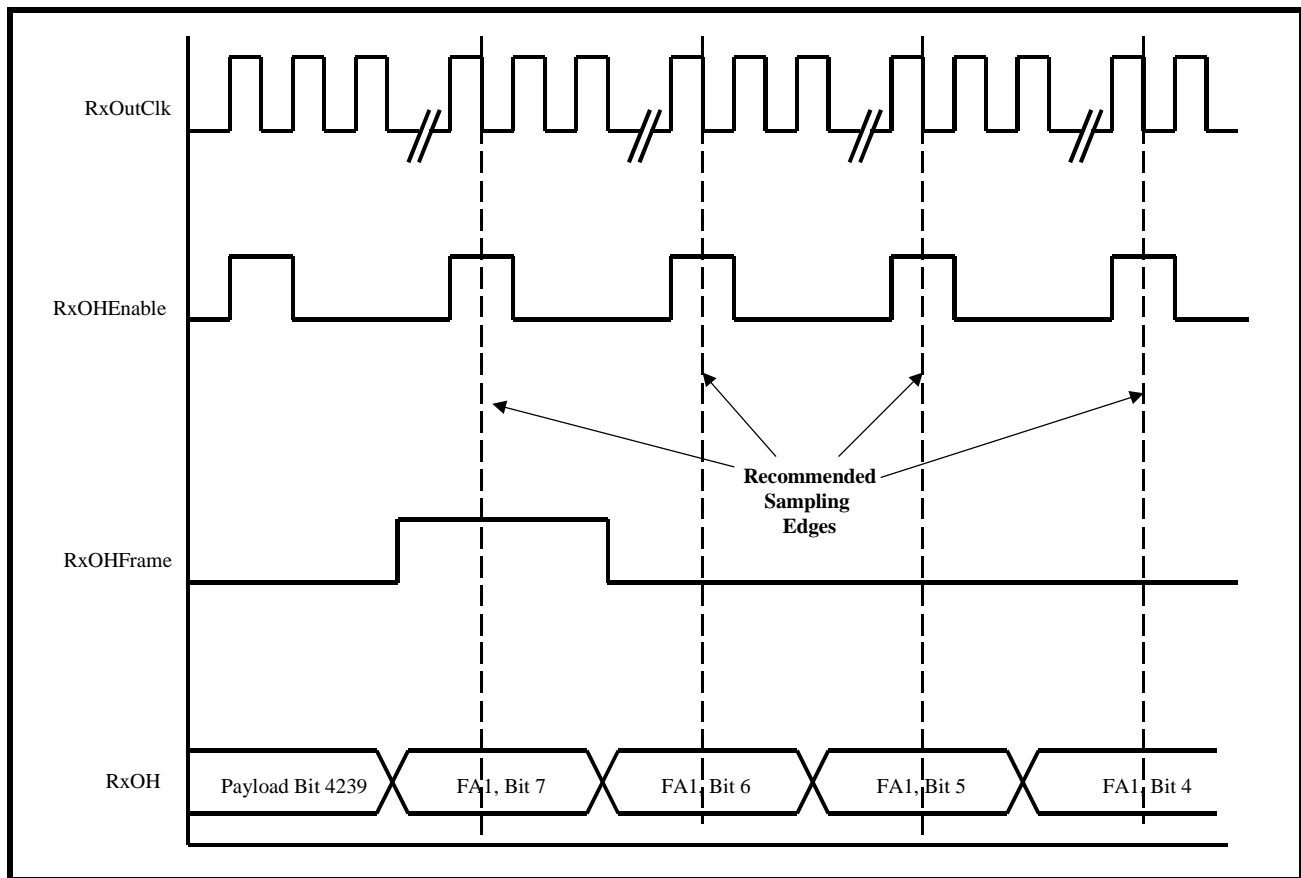 RxOutClk
RxOHEnable
Recommended
Sampling
Edges
RxOHFrame
RxOH
Payload Bit 4239
FA1, Bit 7
FA1, Bit 6
FA1, Bit 5
FA1, Bit 4